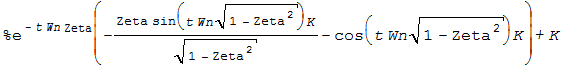 %e^(- t Wn Zeta) (- (Zeta sin(t Wn √(1 - Zeta^2)) K) / √(1 - Zeta^2) - cos(t Wn √(1 - Zeta^2)) K) + K